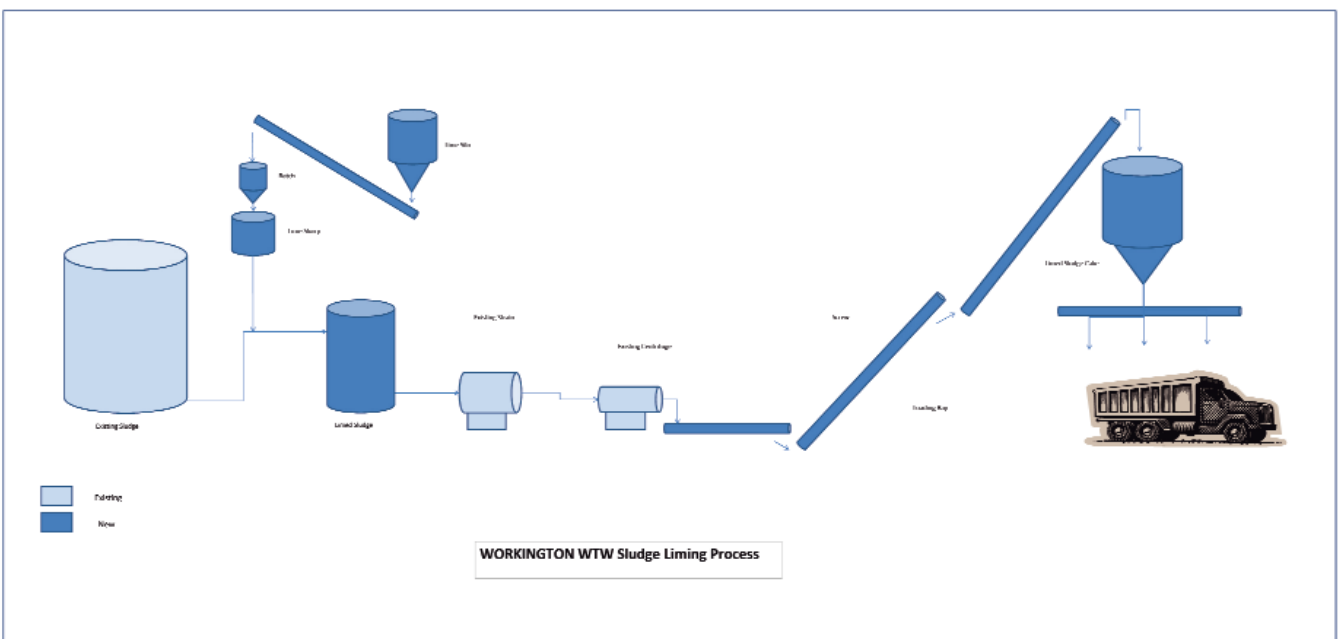 Lime Silo
Batch
Lime Slurry
Limed Sludge Cake
Existing Strain
Screw
Existing Centrifuge
Loading Bay
Existing Sludge
Limed Sludge
Existing
New
WORKINGTON WTW Sludge Liming Process